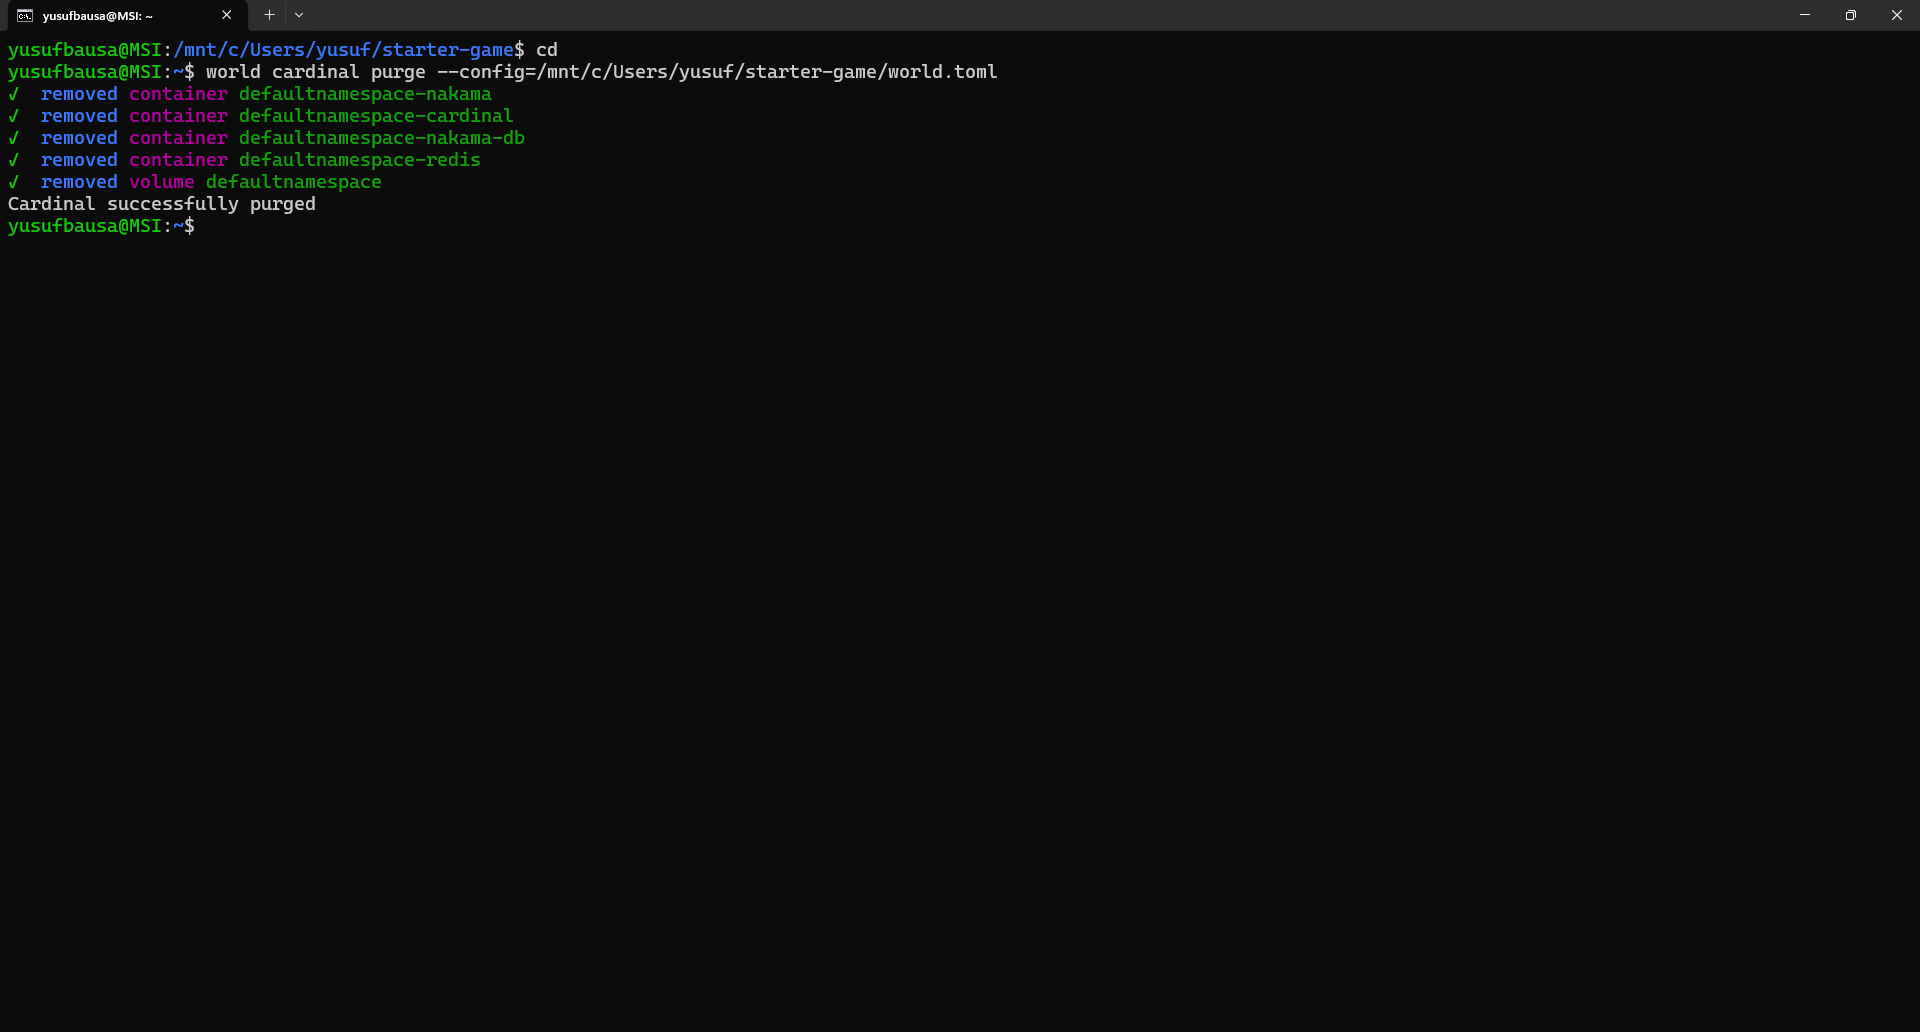 yusufbausa@MSI: ~
yusufbausa@MSI:/mnt/c/Users/yusuf/starter-game$ cd
yusufbausa@MSI:~$ world cardinal purge --config=/mnt/c/Users/yusuf/starter-game/world.toml
✓ removed container defaultnamespace-nakama
✓ removed container defaultnamespace-cardinal
✓ removed container defaultnamespace-nakama-db
✓ removed container defaultnamespace-redis
✓ removed volume defaultnamespace
Cardinal successfully purged
yusufbausa@MSI:~$